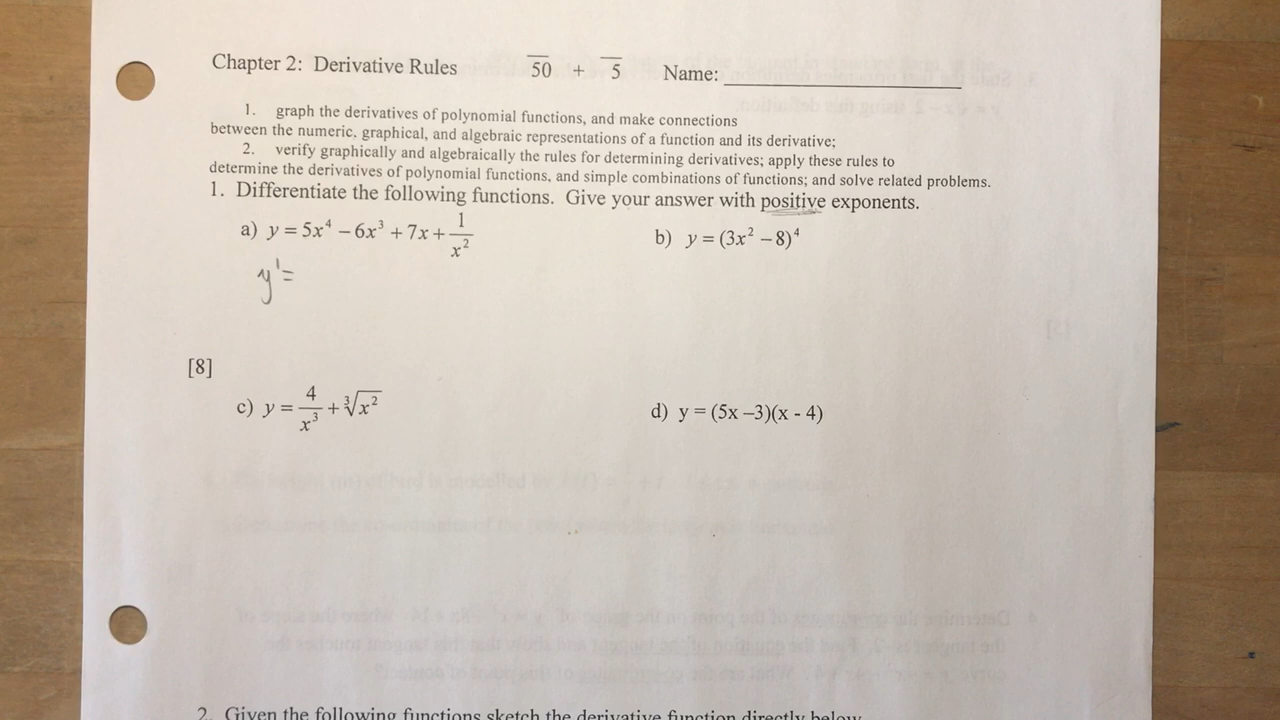 Chapter 2: Derivative Rules 50 + 5 Name:
1. graph the derivatives of polynomial functions, and make connections
between the numeric, graphical, and algebraic representations of a function and its derivative;
2. verify graphically and algebraically the rules for determining derivatives; apply these rules to
determine the derivatives of polynomial functions, and simple combinations of functions; and solve related problems.
1. Differentiate the following functions. Give your answer with positive exponents.
a) y = 5x⁴ – 6x³ + 7x + 1/x² b) y = (3x² – 8)⁴
y' =
[8]
c) y = 4/x³ + ∛x² d) y = (5x –3)(x - 4)
2. Given the following functions sketch the derivative function directly below